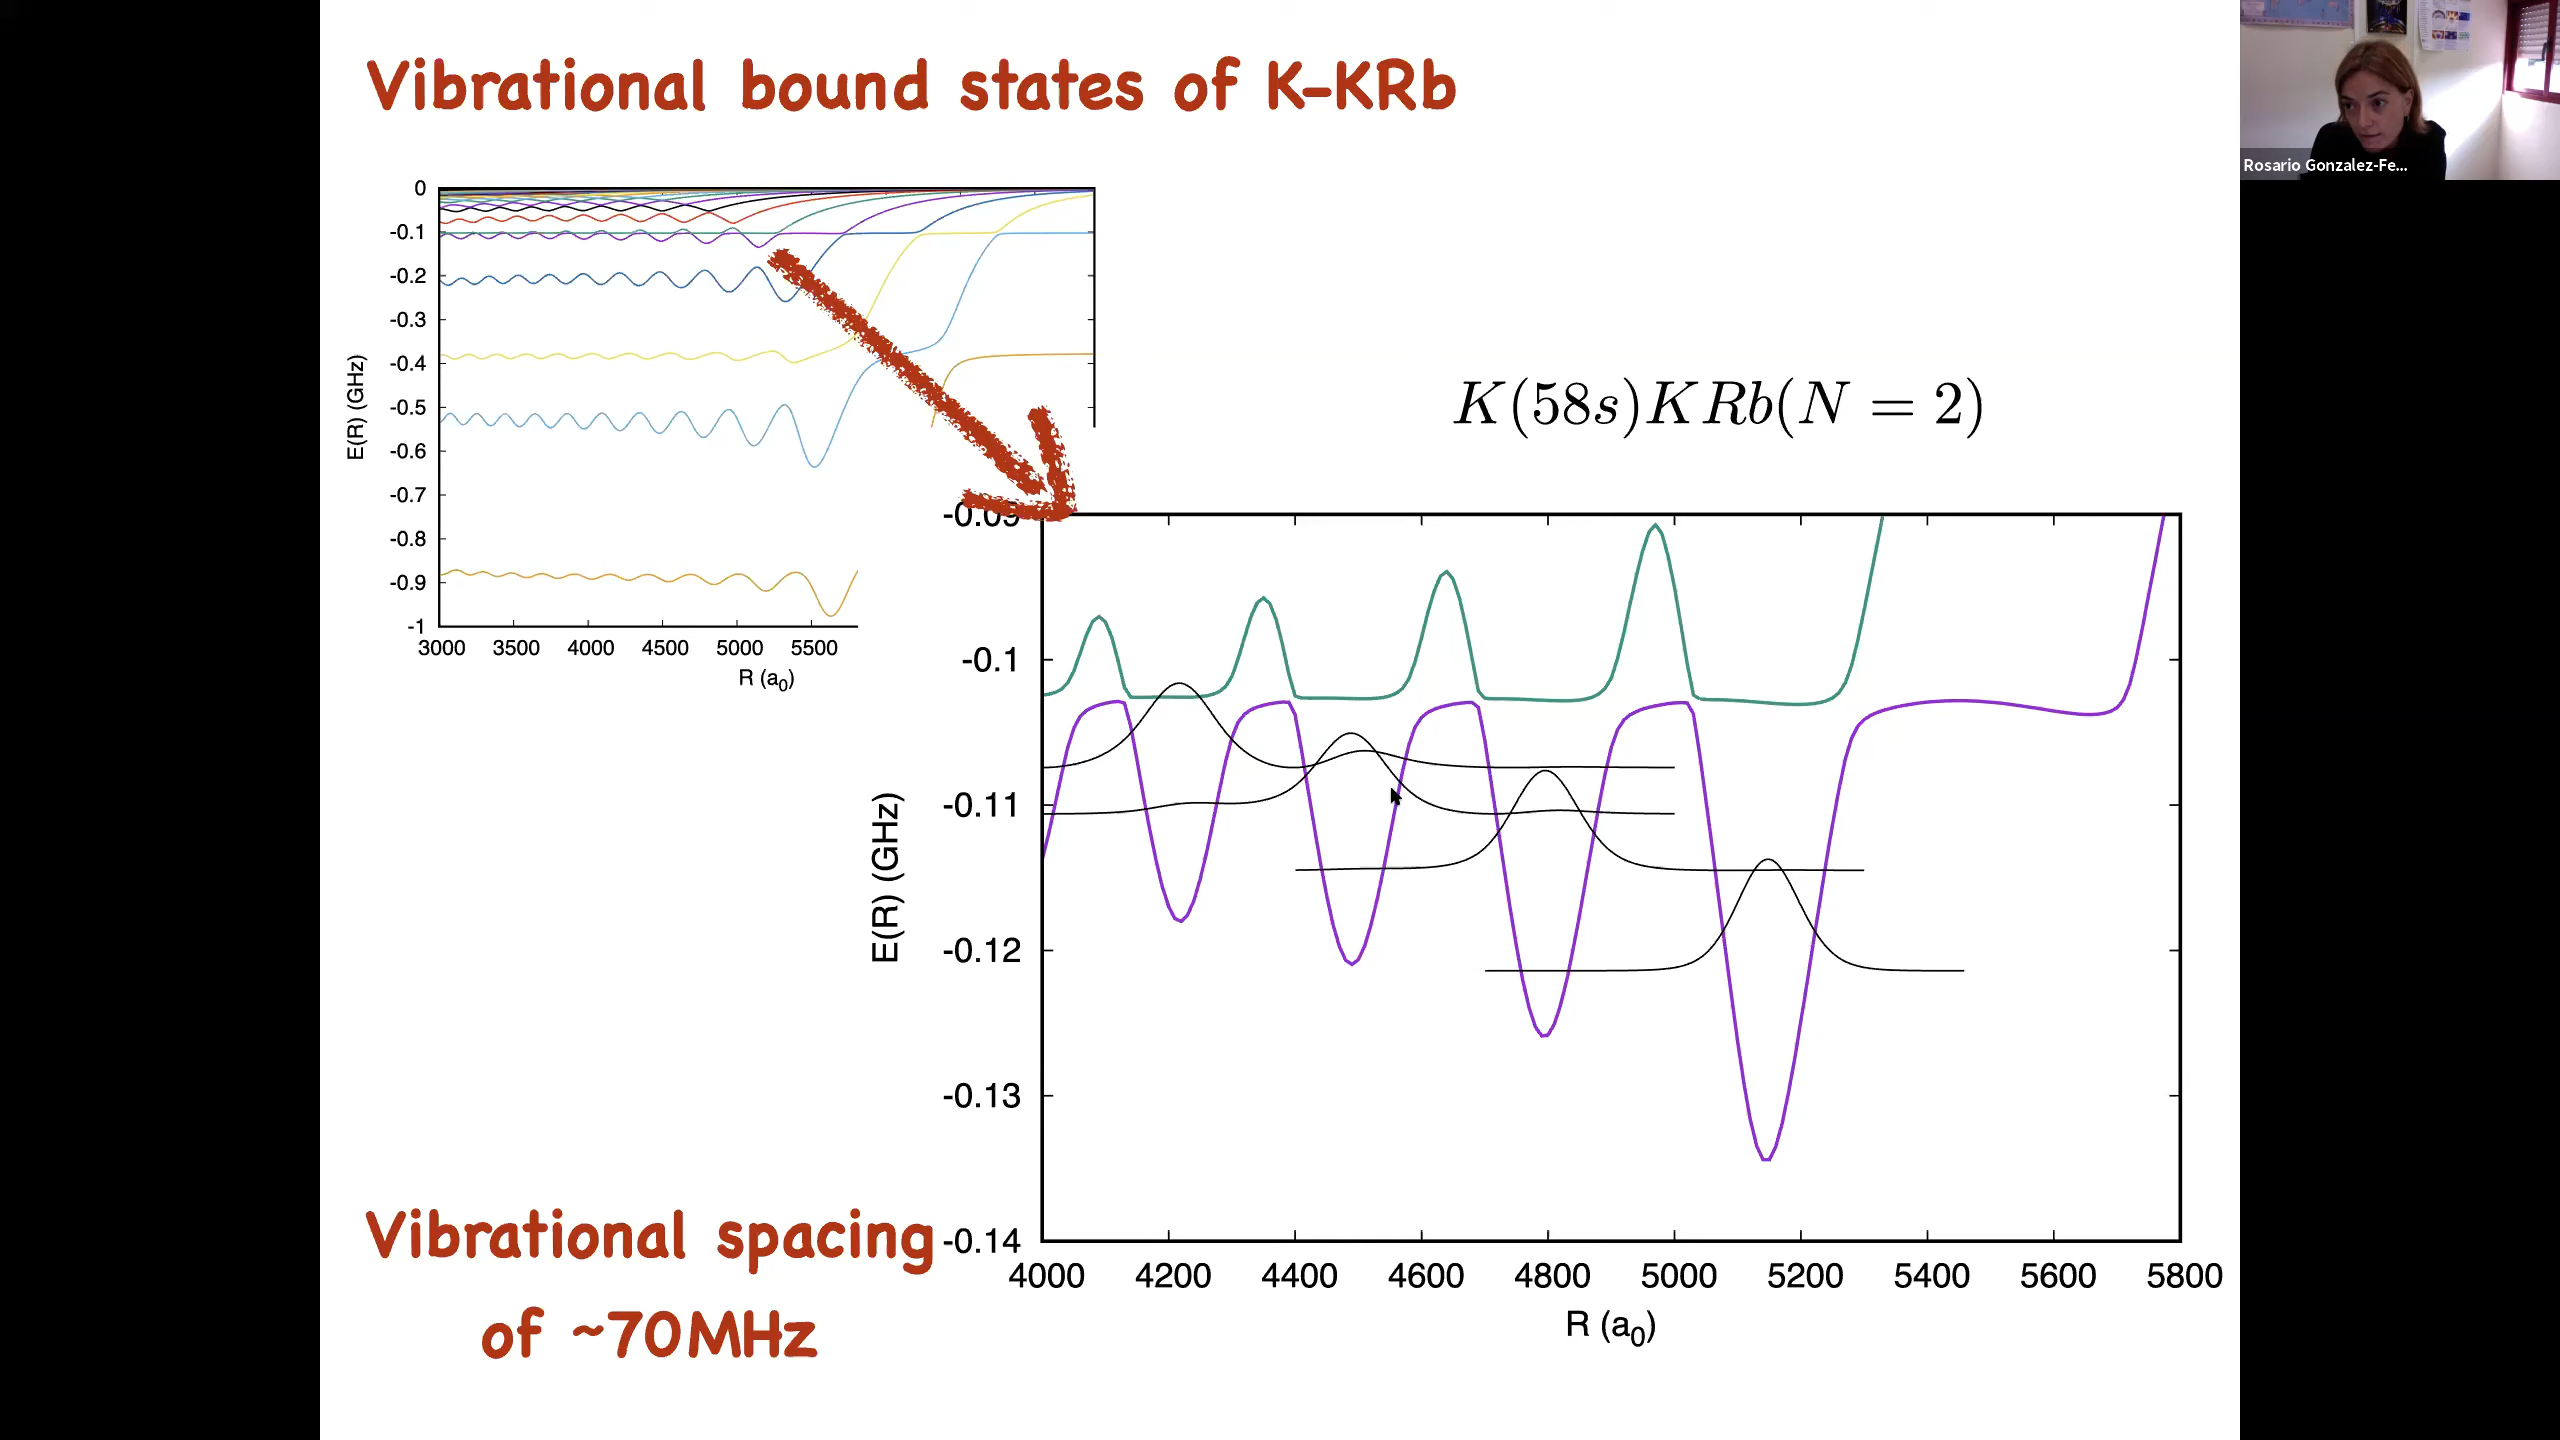 Vibrational bound states of K-KRb
Rosario Gonzalez-Fe...
0
-0.1
-0.2
-0.3
-0.4
-0.5
-0.6
-0.7
-0.8
-0.9
-1
E(R) (GHz)
3000 3500 4000 4500 5000 5500
R (a0)
K(58s)KRb(N = 2)
-0.09
-0.1
-0.11
-0.12
-0.13
-0.14
E(R) (GHz)
4000 4200 4400 4600 4800 5000 5200 5400 5600 5800
R (a0)
Vibrational spacing
of ~70MHz